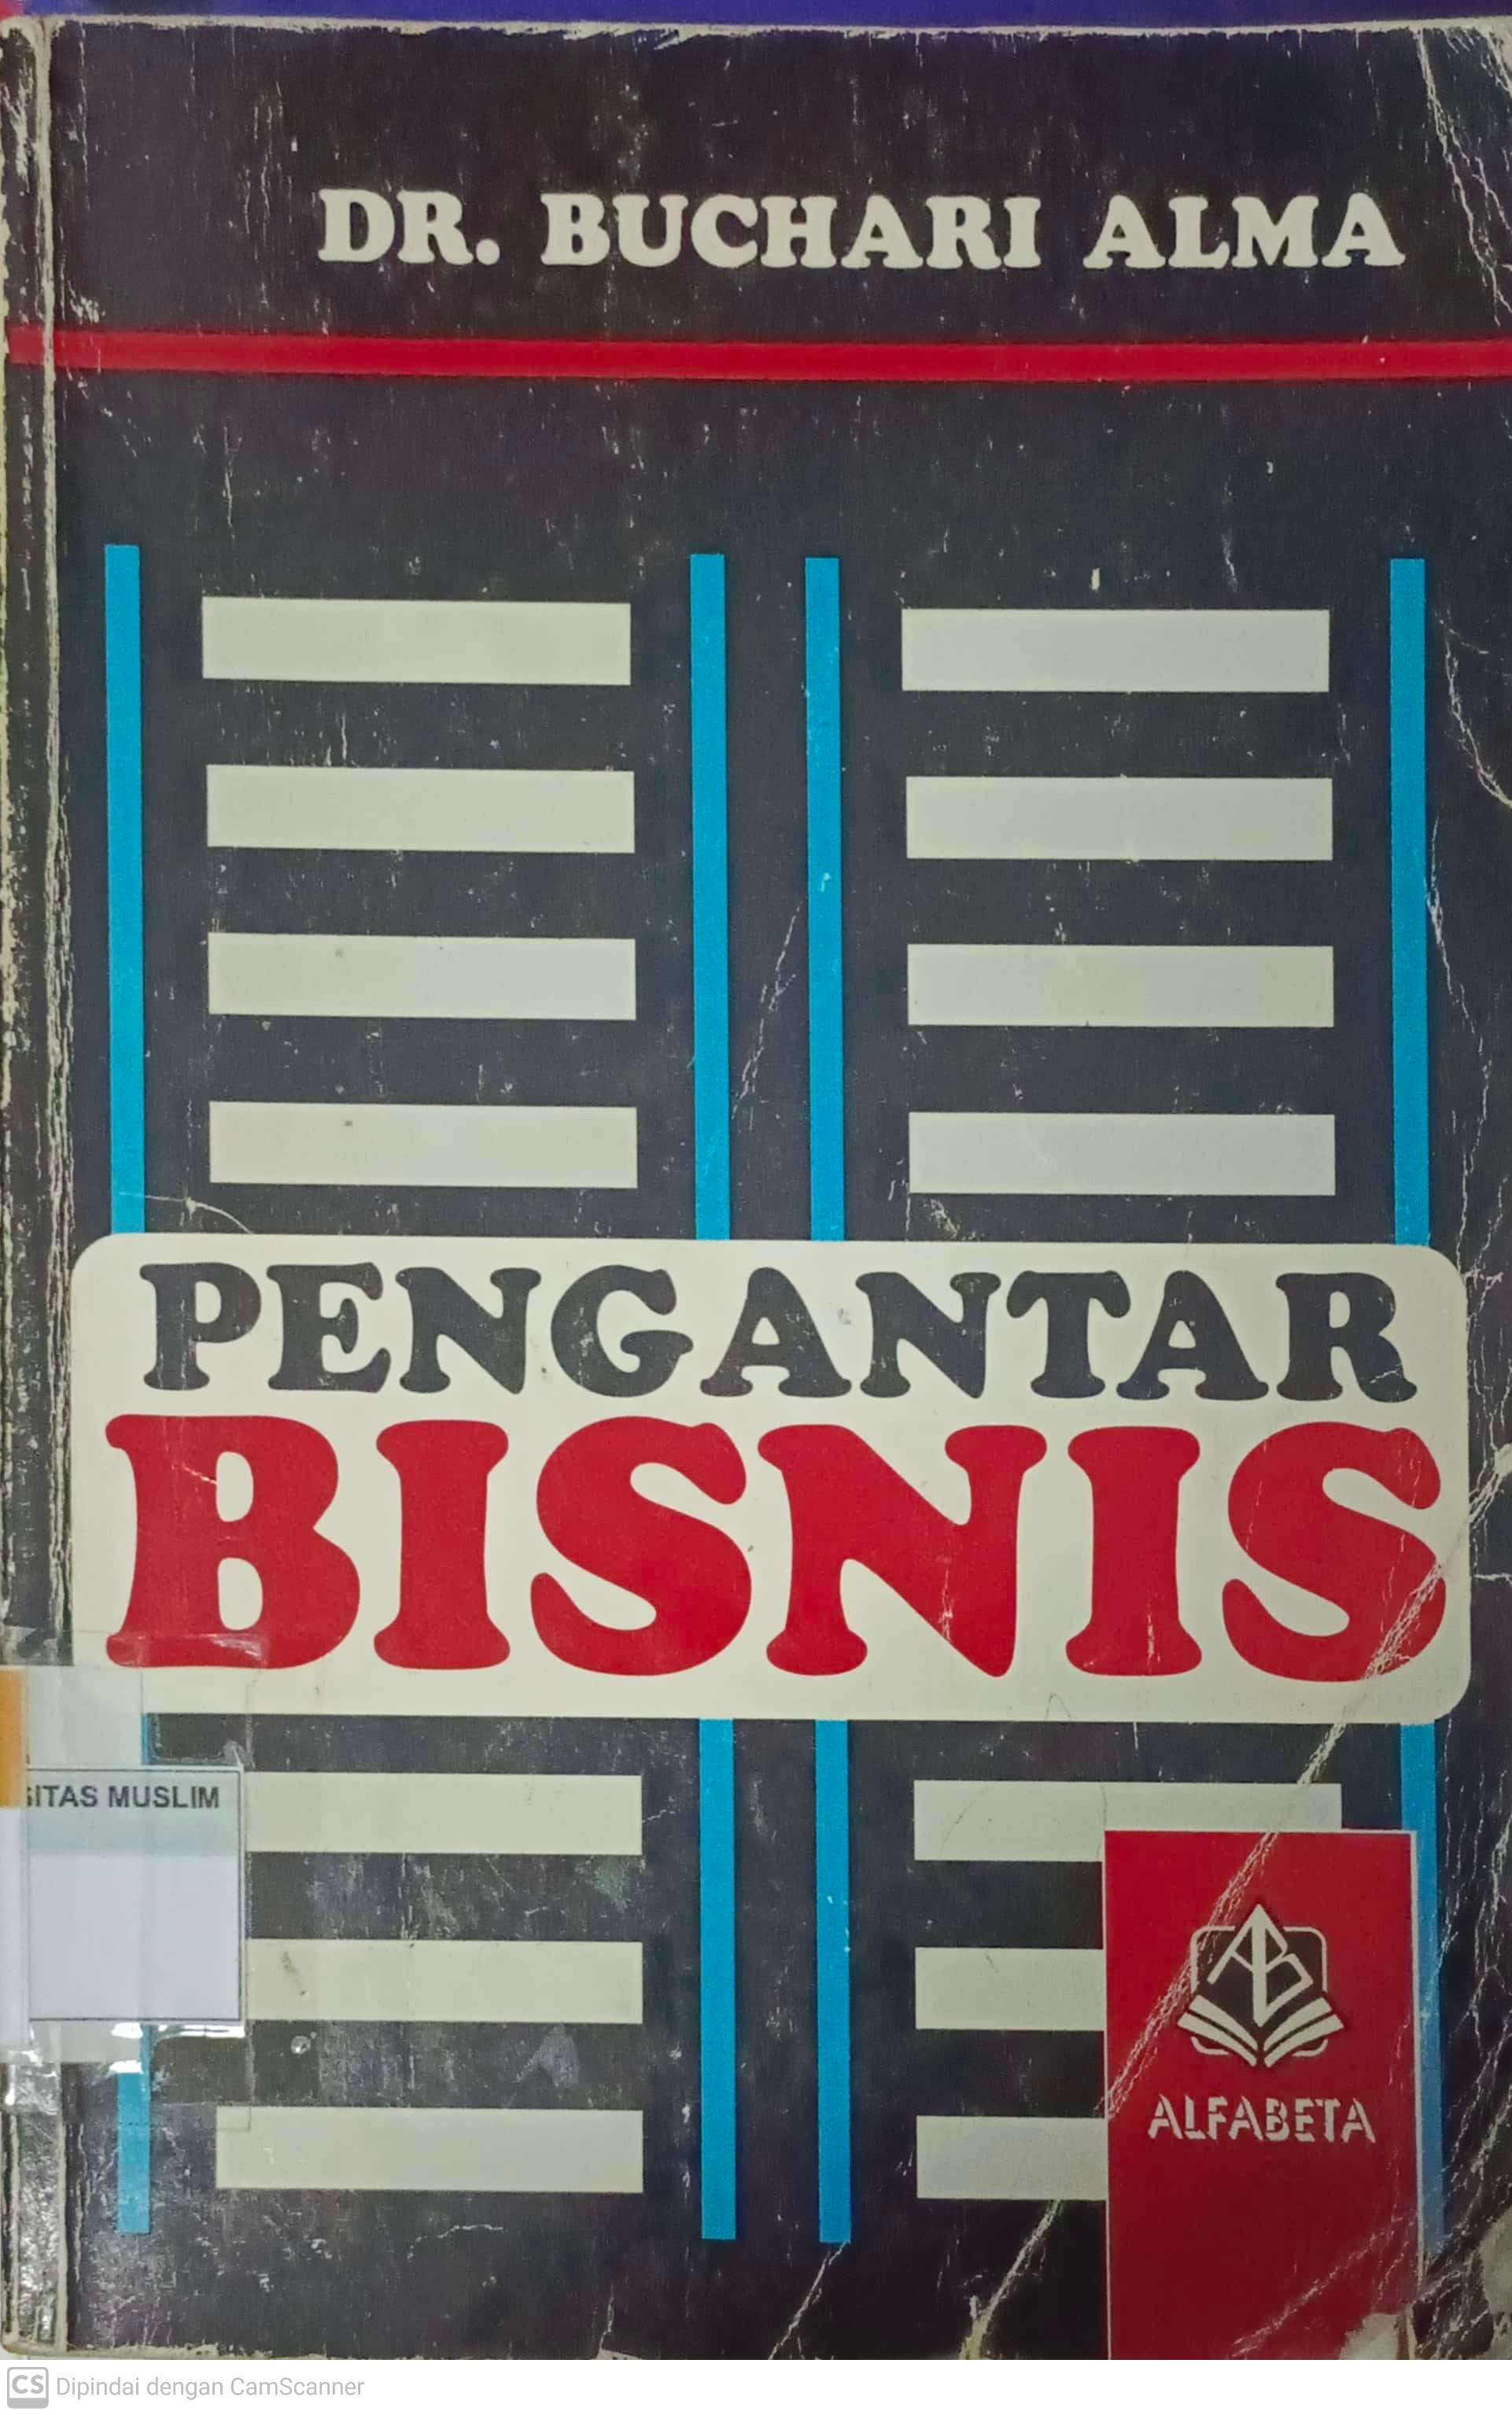 DR. BUCHARI ALMA
PENGANTAR
BISNIS
SITAS MUSLIM
AB
ALFABETA
CS Dipindai dengan CamScanner